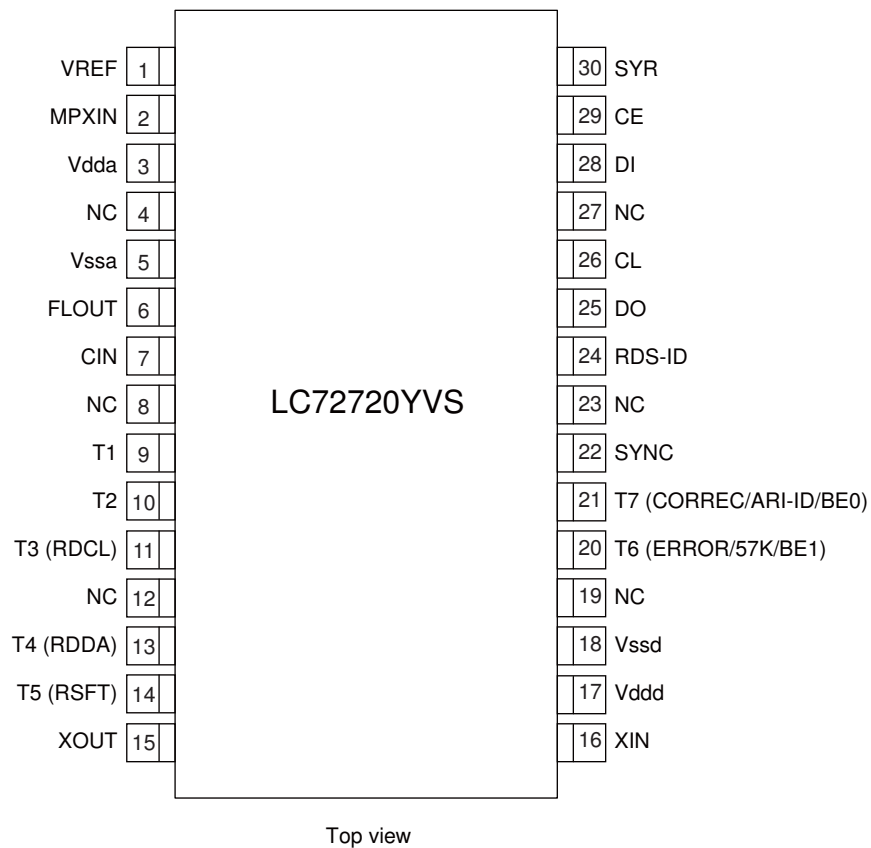 VREF 1 30 SYR
MPXIN 2 29 CE
Vdda 3 28 DI
NC 4 27 NC
Vssa 5 26 CL
FLOUT 6 25 DO
CIN 7 24 RDS-ID
NC 8 LC72720YVS 23 NC
T1 9 22 SYNC
T2 10 21 T7 (CORREC/ARI-ID/BE0)
T3 (RDCL) 11 20 T6 (ERROR/57K/BE1)
NC 12 19 NC
T4 (RDDA) 13 18 Vssd
T5 (RSFT) 14 17 Vddd
XOUT 15 16 XIN
Top view